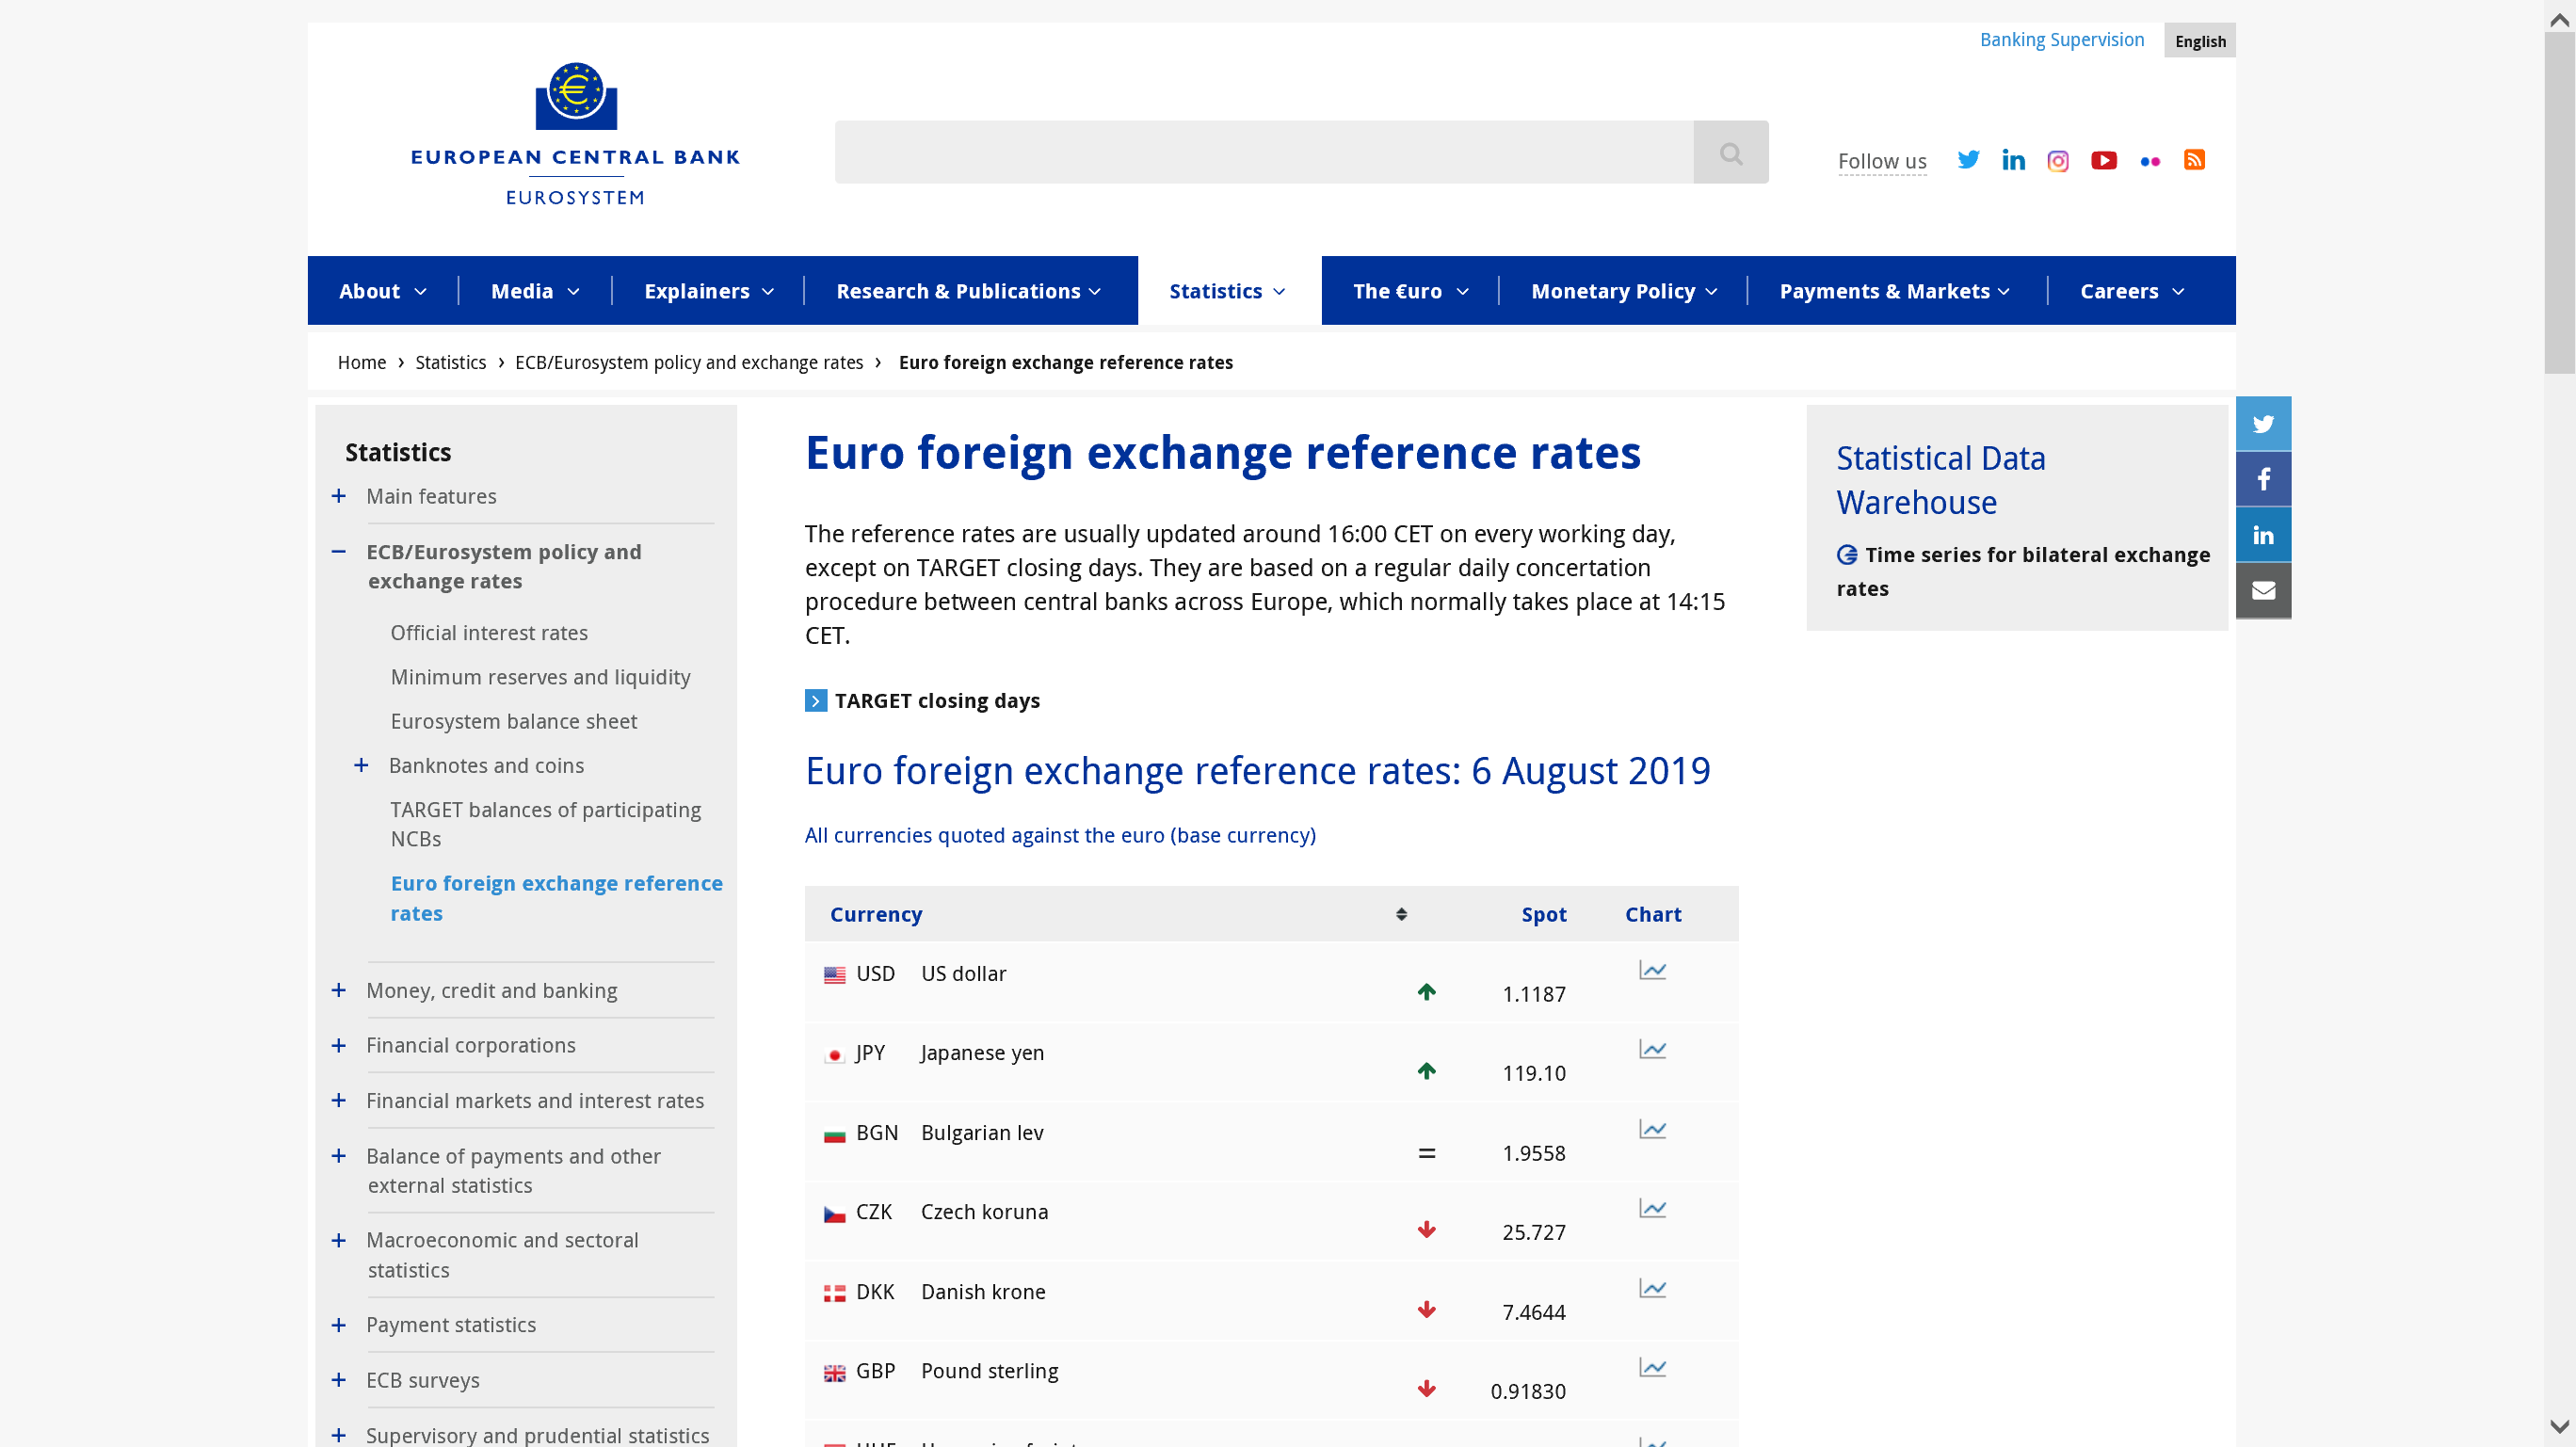 Banking Supervision
English
EUROPEAN CENTRAL BANK
EUROSYSTEM
Follow us
About
Media
Explainers
Research & Publications
Statistics
The €uro
Monetary Policy
Payments & Markets
Careers
Home › Statistics › ECB/Eurosystem policy and exchange rates › Euro foreign exchange reference rates
Statistics
Main features
ECB/Eurosystem policy and
exchange rates
Official interest rates
Minimum reserves and liquidity
Eurosystem balance sheet
Banknotes and coins
TARGET balances of participating
NCBs
Euro foreign exchange reference
rates
Money, credit and banking
Financial corporations
Financial markets and interest rates
Balance of payments and other
external statistics
Macroeconomic and sectoral
statistics
Payment statistics
ECB surveys
Supervisory and prudential statistics
Euro foreign exchange reference rates
The reference rates are usually updated around 16:00 CET on every working day,
except on TARGET closing days. They are based on a regular daily concertation
procedure between central banks across Europe, which normally takes place at 14:15
CET.
TARGET closing days
Euro foreign exchange reference rates: 6 August 2019
All currencies quoted against the euro (base currency)
Currency Spot Chart
USD US dollar 1.1187
JPY Japanese yen 119.10
BGN Bulgarian lev = 1.9558
CZK Czech koruna 25.727
DKK Danish krone 7.4644
GBP Pound sterling 0.91830
Statistical Data
Warehouse
Time series for bilateral exchange
rates